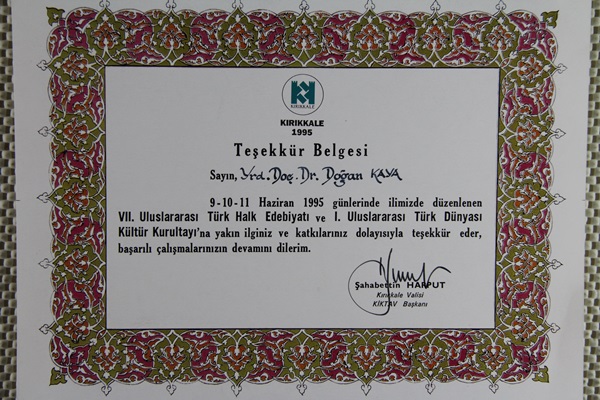 KIRIKKALE
KIRIKKALE
1995
Teşekkür Belgesi
Sayın, Yrd. Doç. Dr. Doğan KAYA
9-10-11 Haziran 1995 günlerinde ilimizde düzenlenen
VII. Uluslararası Türk Halk Edebiyatı ve I. Uluslararası Türk Dünyası
Kültür Kurultayı'na yakın ilginiz ve katkılarınız dolayısıyla teşekkür eder,
başarılı çalışmalarınızın devamını dilerim.
Şahabettin HARPUT
Kırıkkale Valisi
KİKTAV Başkanı